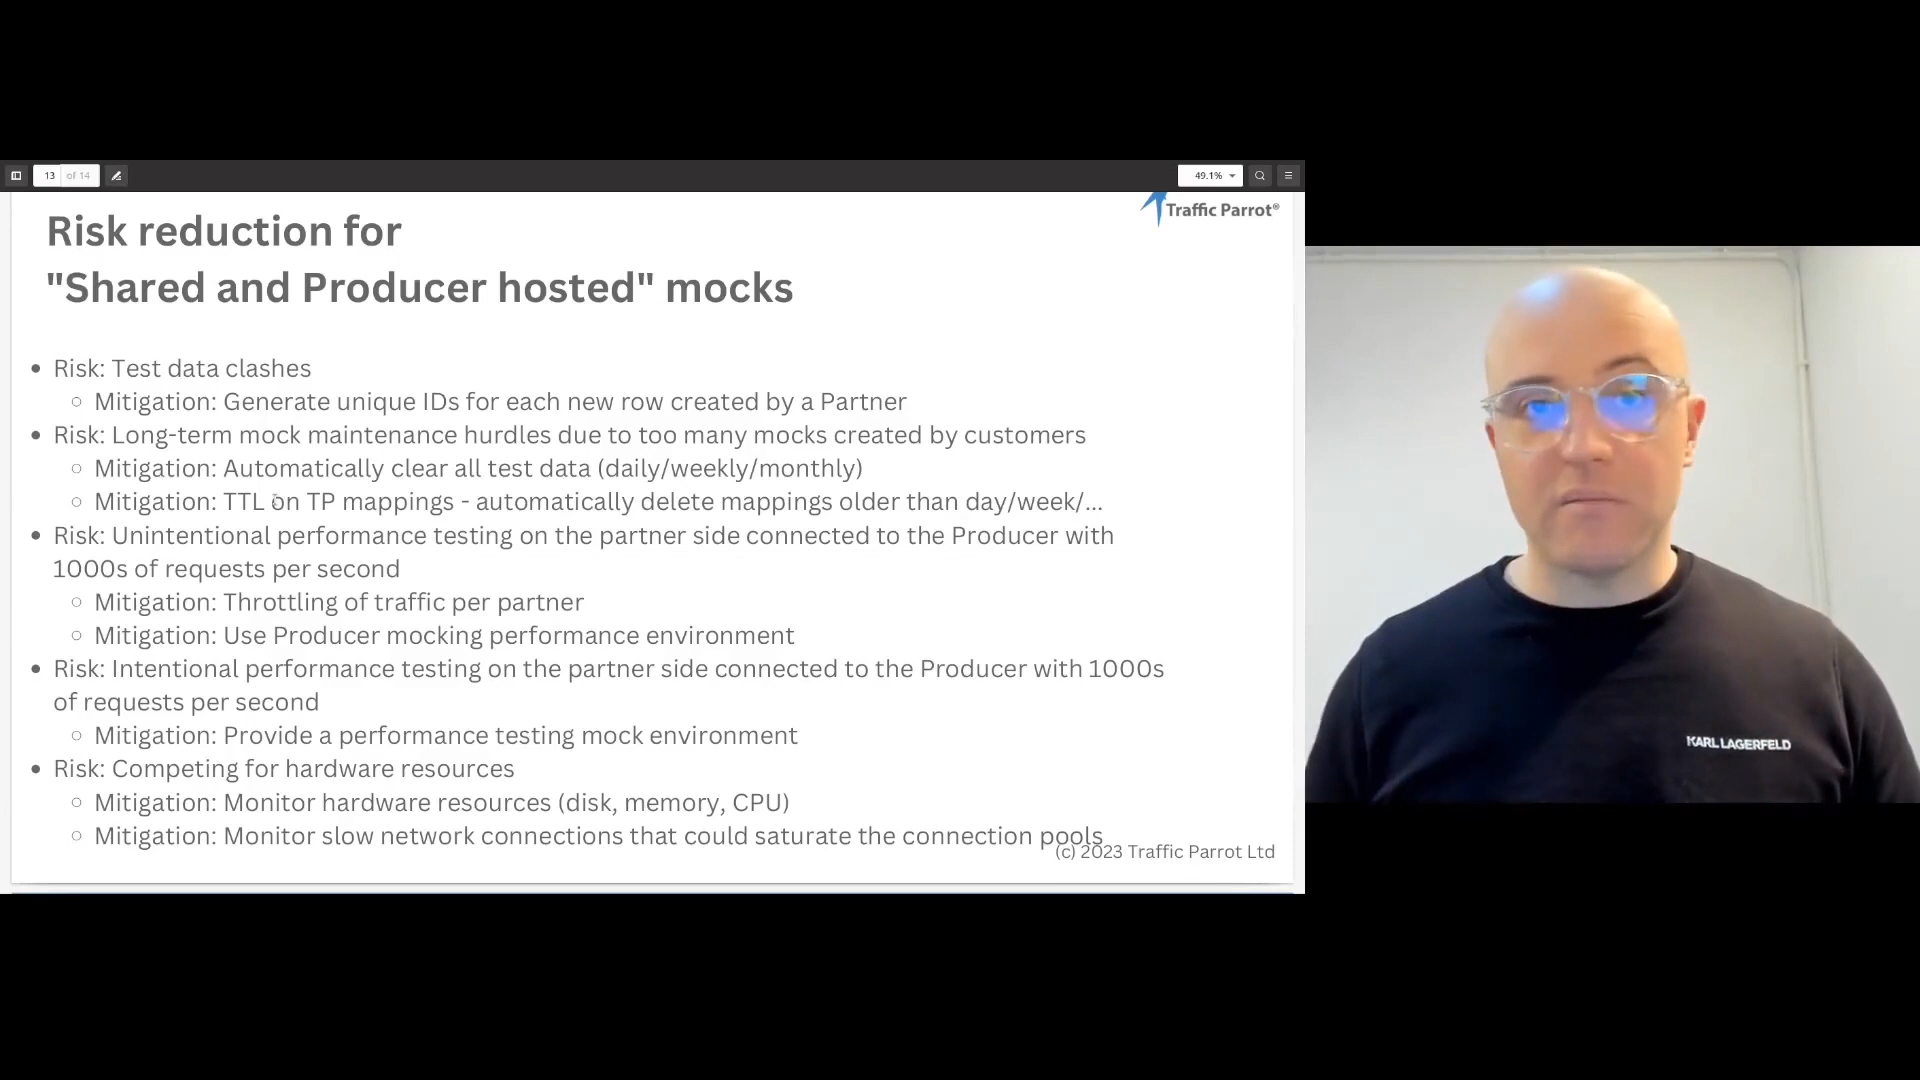 13 of 14
49.1%
Traffic Parrot®
Risk reduction for
"Shared and Producer hosted" mocks
Risk: Test data clashes
Mitigation: Generate unique IDs for each new row created by a Partner
Risk: Long-term mock maintenance hurdles due to too many mocks created by customers
Mitigation: Automatically clear all test data (daily/weekly/monthly)
Mitigation: TTL on TP mappings - automatically delete mappings older than day/week/...
Risk: Unintentional performance testing on the partner side connected to the Producer with
1000s of requests per second
Mitigation: Throttling of traffic per partner
Mitigation: Use Producer mocking performance environment
Risk: Intentional performance testing on the partner side connected to the Producer with 1000s
of requests per second
Mitigation: Provide a performance testing mock environment
Risk: Competing for hardware resources
Mitigation: Monitor hardware resources (disk, memory, CPU)
Mitigation: Monitor slow network connections that could saturate the connection pools
(c) 2023 Traffic Parrot Ltd
KARL LAGERFELD